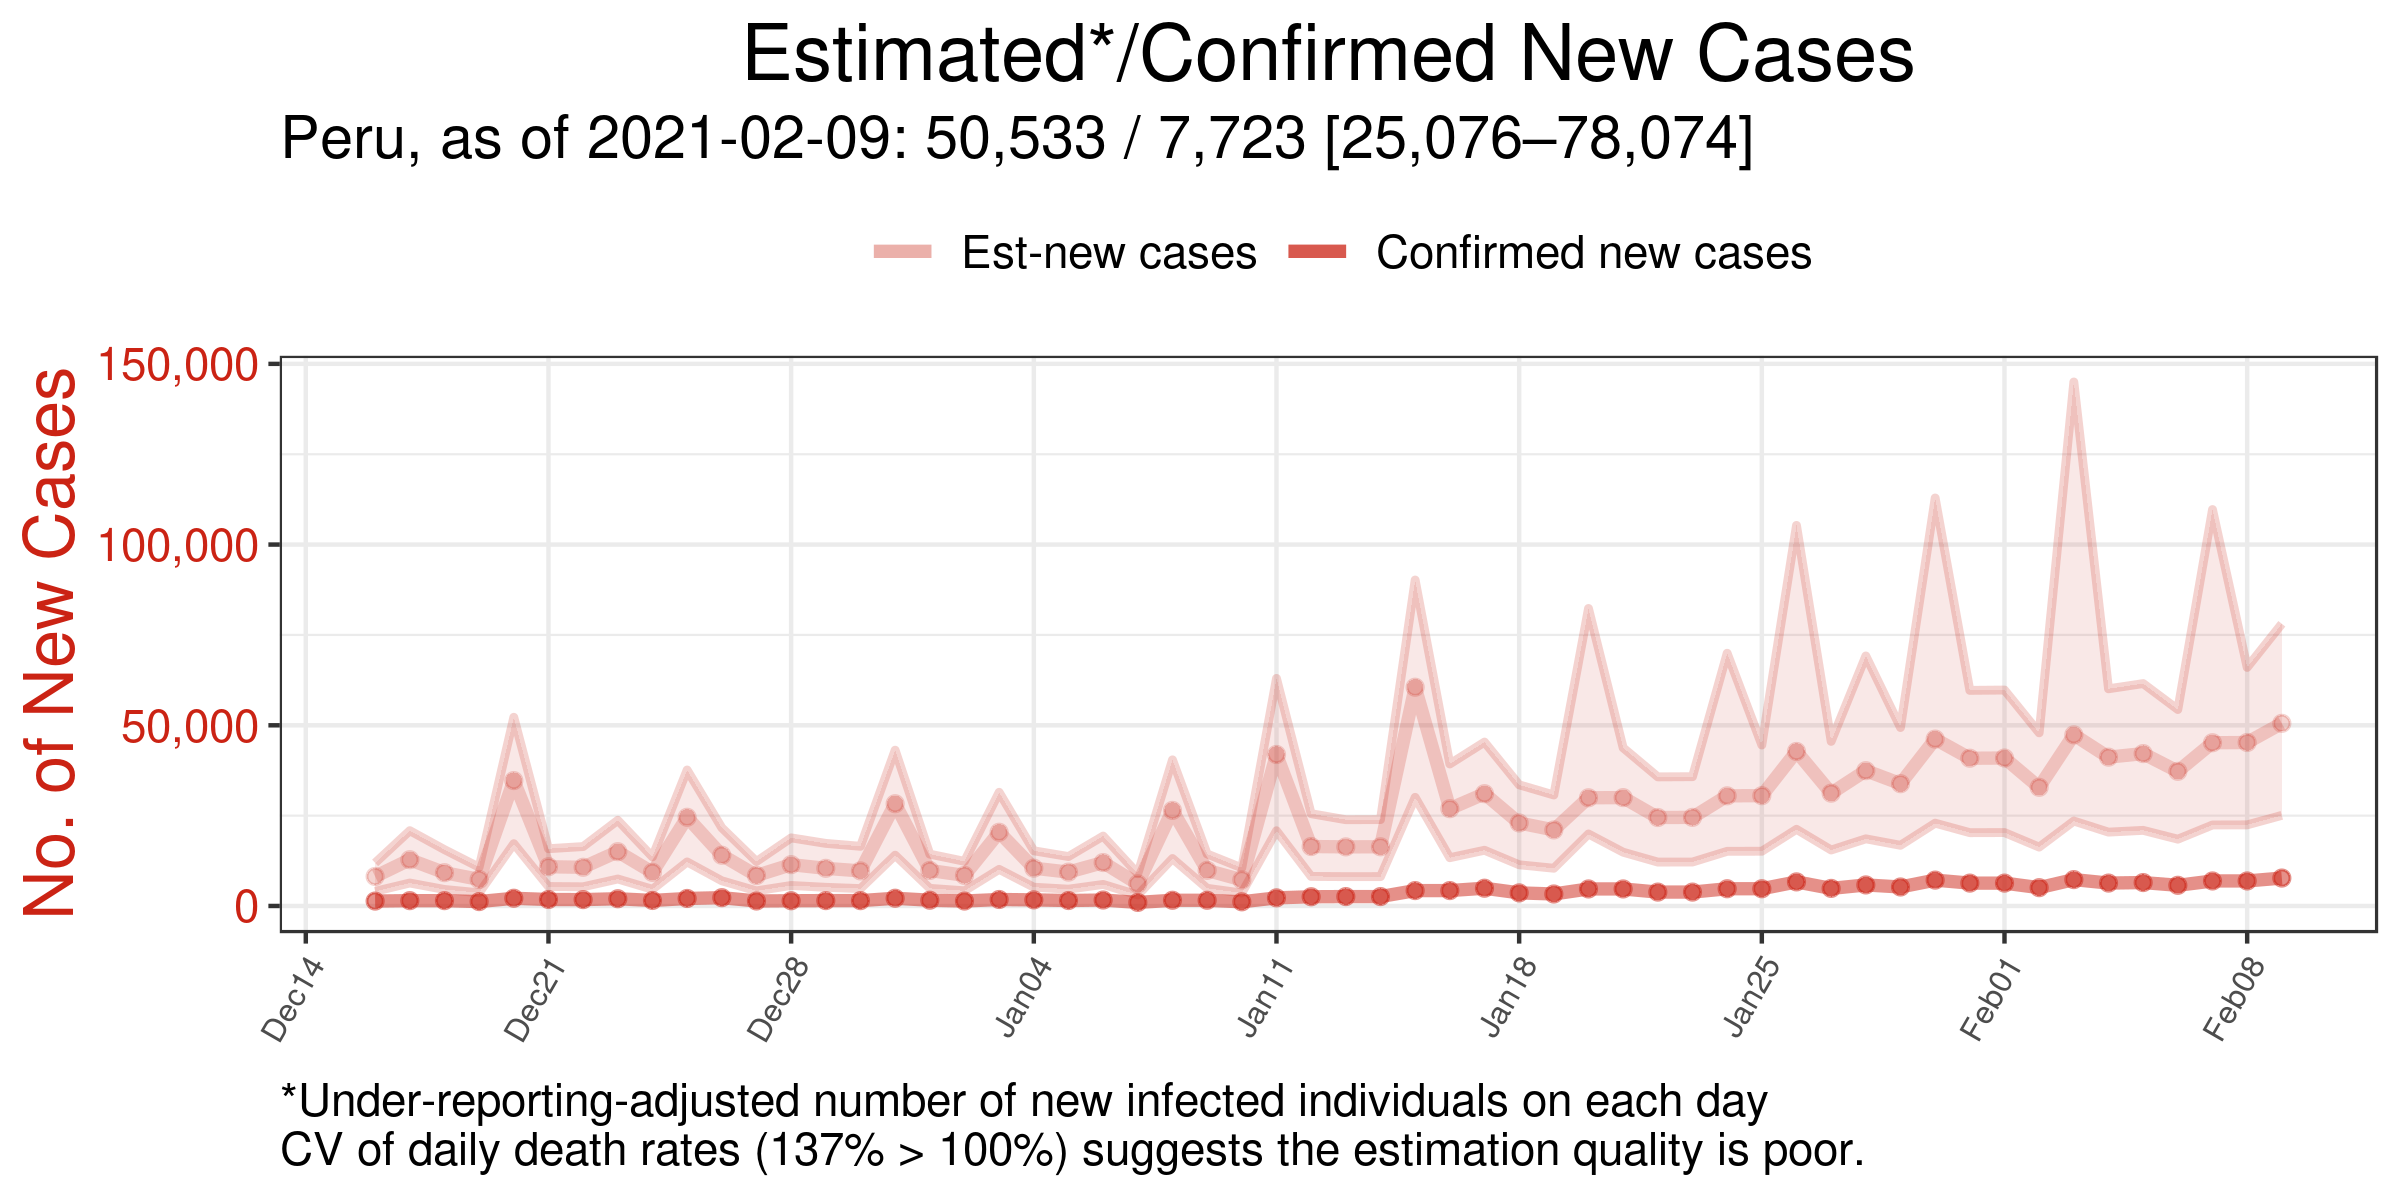 Estimated*/Confirmed New Cases
Peru, as of 2021-02-09: 50,533 / 7,723 [25,076–78,074]
Est-new cases Confirmed new cases
No. of New Cases
150,000
100,000
50,000
0
Dec14 Dec21 Dec28 Jan04 Jan11 Jan18 Jan25 Feb01 Feb08
*Under-reporting-adjusted number of new infected individuals on each day
CV of daily death rates (137% > 100%) suggests the estimation quality is poor.